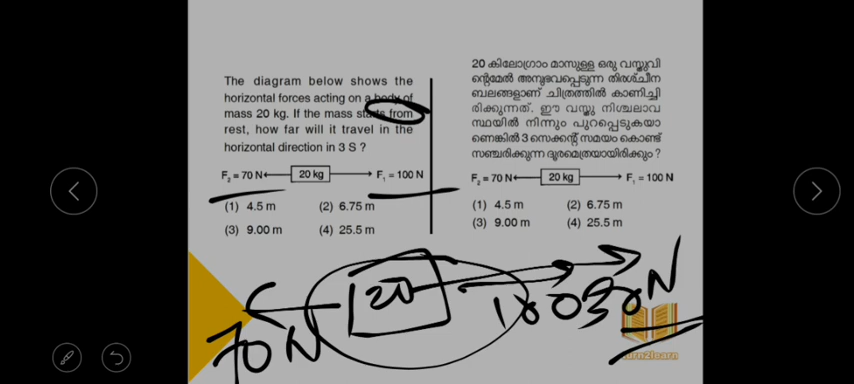 The diagram below shows the
horizontal forces acting on a body of
mass 20 kg. If the mass starts from
rest, how far will it travel in the
horizontal direction in 3 S ?
F₂ = 70 N 20 kg F₁ = 100 N
(1) 4.5 m (2) 6.75 m
(3) 9.00 m (4) 25.5 m
20 കിലോഗ്രാം മാസുള്ള ഒരു വസ്തുവി
ന്റെമേൽ അനുഭവപ്പെടുന്ന തിരശ്ചീന
ബലങ്ങളാണ് ചിത്രത്തിൽ കാണിച്ചി
രിക്കുന്നത്. ഈ വസ്തു നിശ്ചലാവ
സ്ഥയിൽ നിന്നും പുറപ്പെടുകയാ
ണെങ്കിൽ 3 സെക്കന്റ് സമയം കൊണ്ട്
സഞ്ചരിക്കുന്ന ദൂരമെത്രയായിരിക്കും ?
F₂ = 70 N 20 kg F₁ = 100 N
(1) 4.5 m (2) 6.75 m
(3) 9.00 m (4) 25.5 m
70 N 20 100 30 N